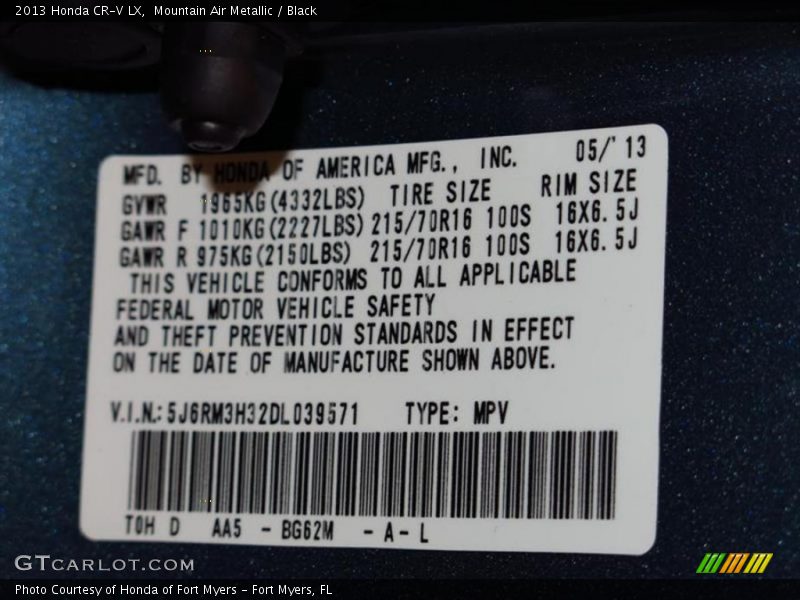 2013 Honda CR-V LX, Mountain Air Metallic / Black
MFD. BY HONDA OF AMERICA MFG., INC. 05/'13
GVWR 1965KG(4332LBS) TIRE SIZE RIM SIZE
GAWR F 1010KG(2227LBS) 215/70R16 100S 16X6.5J
GAWR R 975KG(2150LBS) 215/70R16 100S 16X6.5J
THIS VEHICLE CONFORMS TO ALL APPLICABLE
FEDERAL MOTOR VEHICLE SAFETY
AND THEFT PREVENTION STANDARDS IN EFFECT
ON THE DATE OF MANUFACTURE SHOWN ABOVE.
V.I.N.: 5J6RM3H32DL039571 TYPE: MPV
T0H D AA5 - BG62M - A - L
GTCARLOT.COM
Photo Courtesy of Honda of Fort Myers - Fort Myers, FL